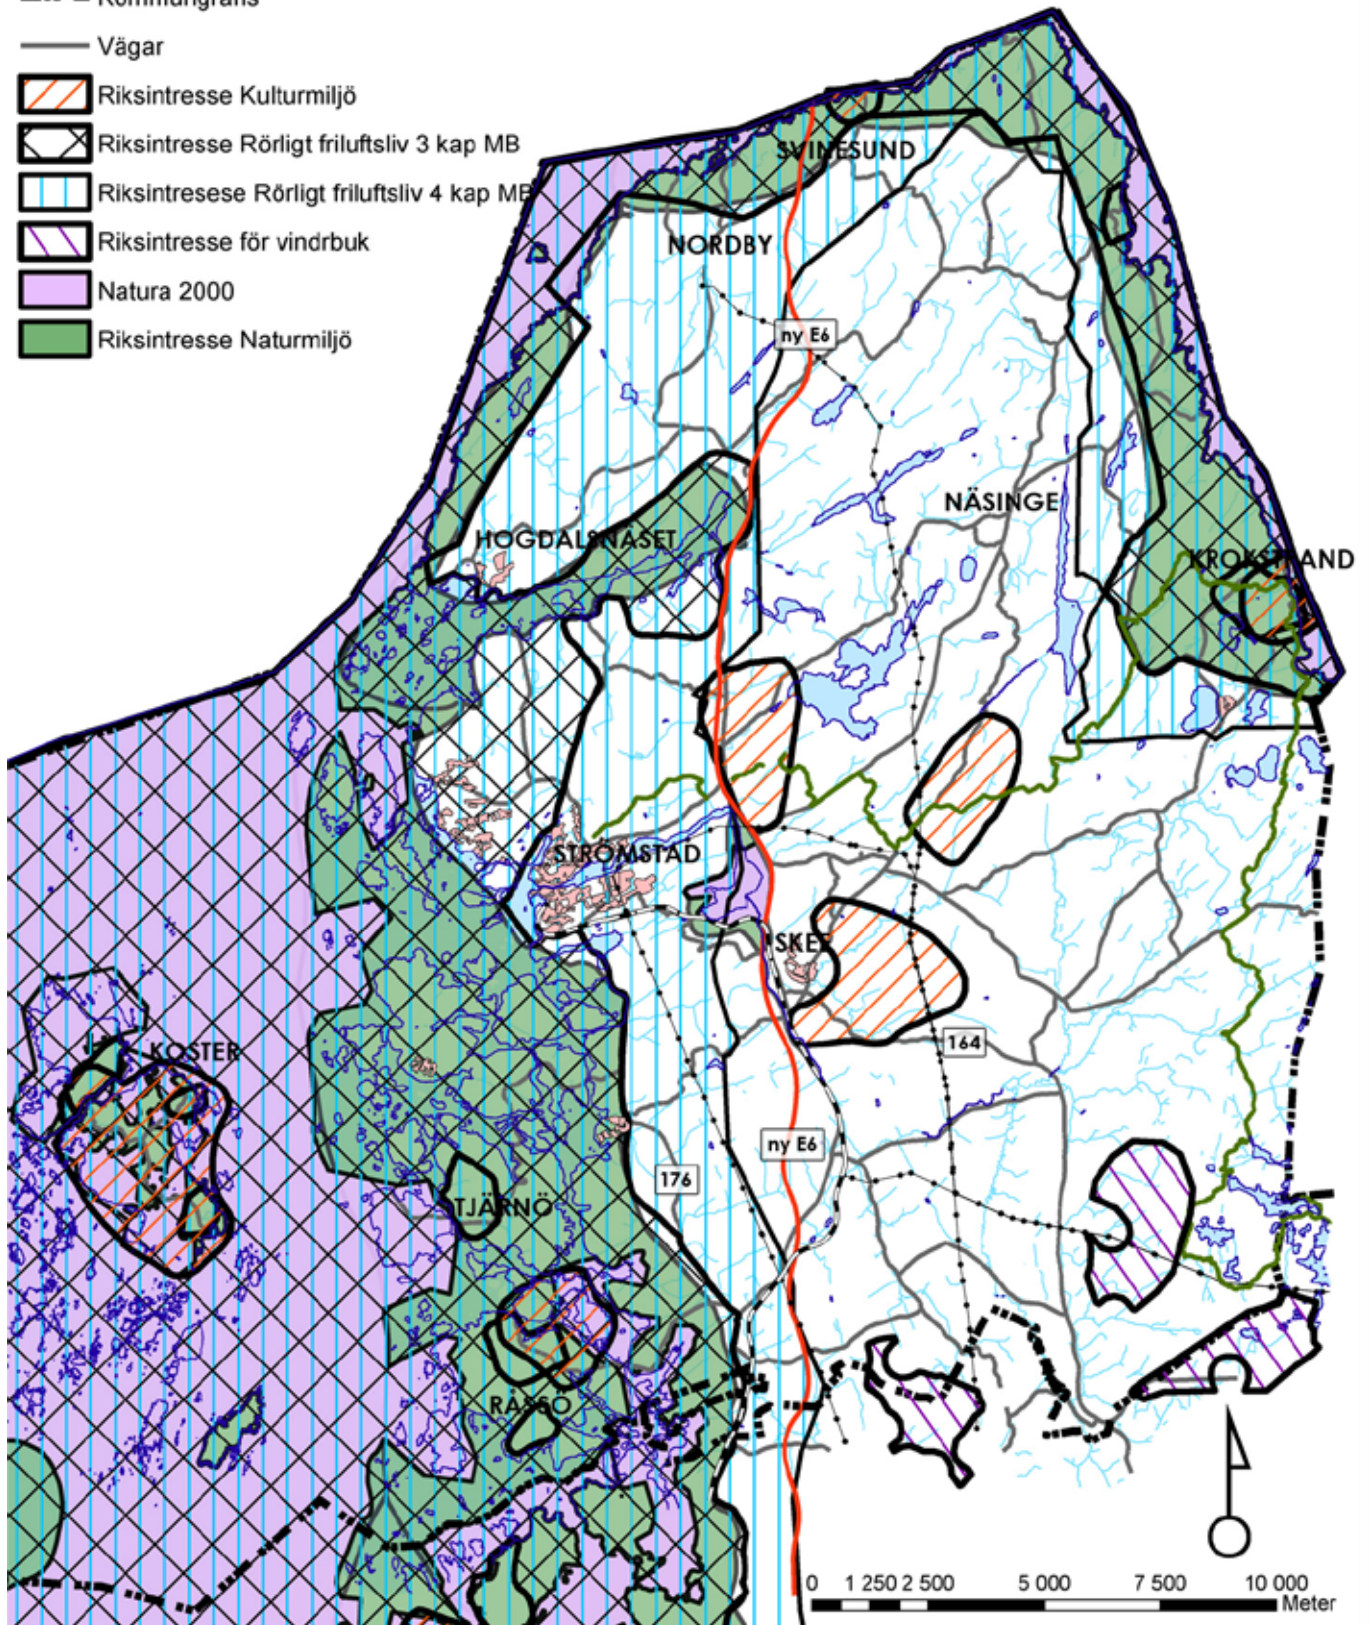 Kommungräns
Vägar
Riksintresse Kulturmiljö
Riksintresse Rörligt friluftsliv 3 kap MB
Riksintresese Rörligt friluftsliv 4 kap MB
Riksintresse för vindrbuk
Natura 2000
Riksintresse Naturmiljö
SVINESUND
NORDBY
ny E6
NÄSINGE
HOGDALSNÄSET
KROKSTRAND
STRÖMSTAD
SKEE
164
KOSTER
ny E6
176
TJÄRNÖ
RÅSSÖ
0 1 250 2 500 5 000 7 500 10 000
Meter